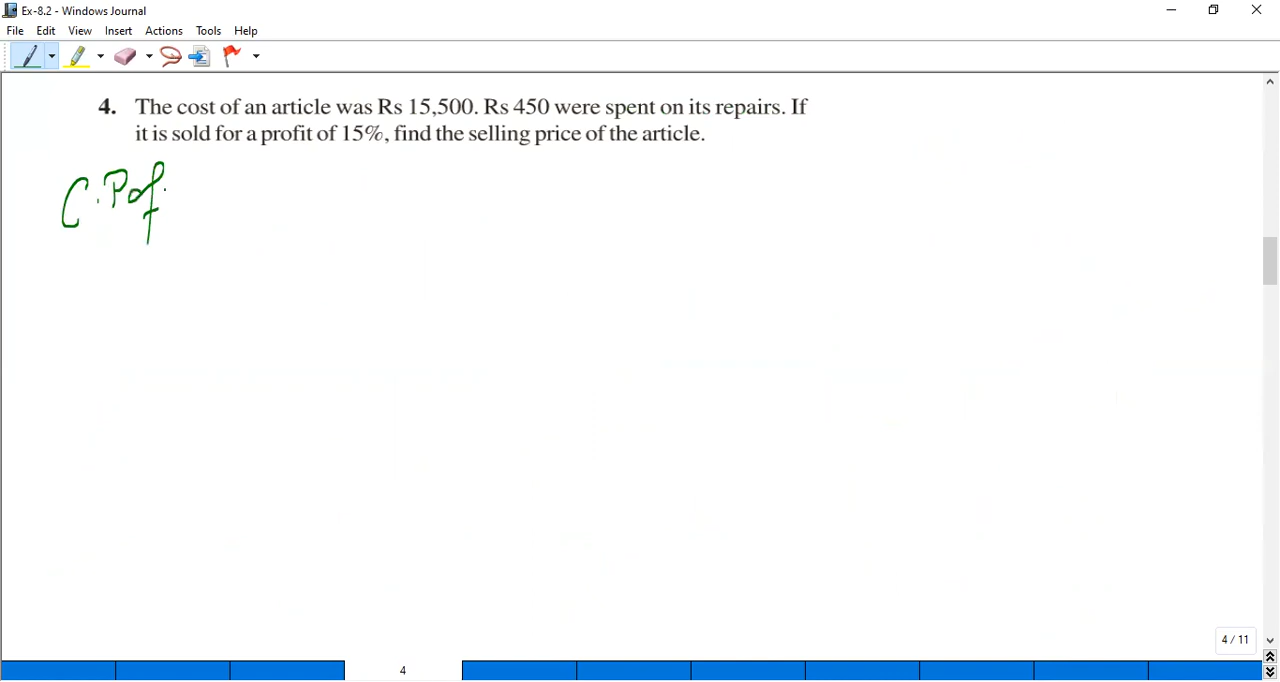 Ex-8.2 - Windows Journal
File Edit View Insert Actions Tools Help
4. The cost of an article was Rs 15,500. Rs 450 were spent on its repairs. If
it is sold for a profit of 15%, find the selling price of the article.
C.P of
4 / 11
4